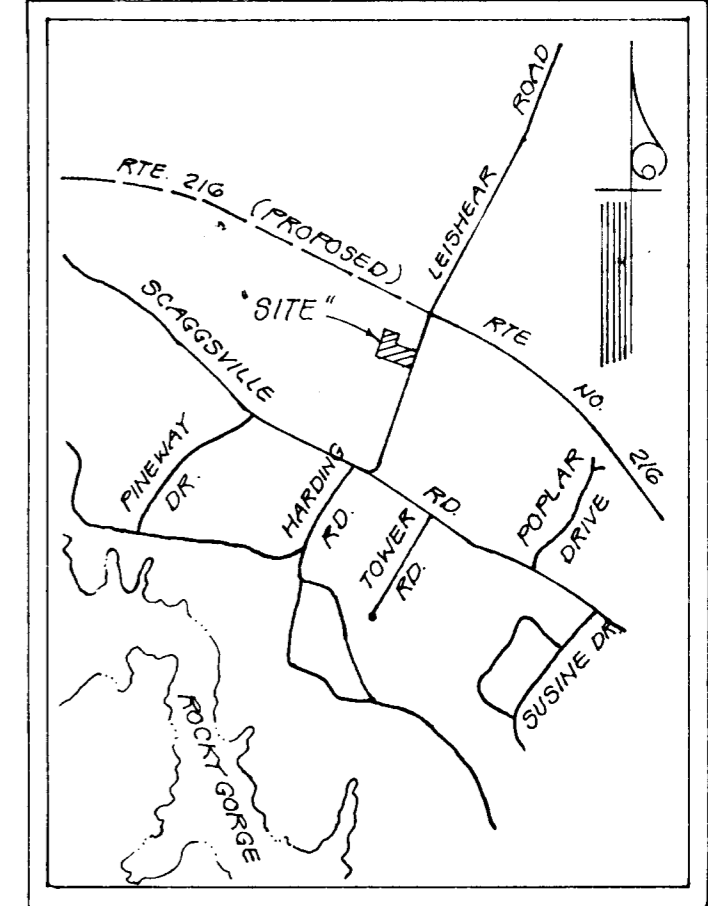 LEISHEAR ROAD
RTE. 216 (PROPOSED)
"SITE"
SCAGGSVILLE RD.
RTE NO. 216
PINEWAY
DR.
HARDING
RD.
TOWER
RD.
POPLAR
DRIVE
SUSINE DR.
ROCKY GORGE